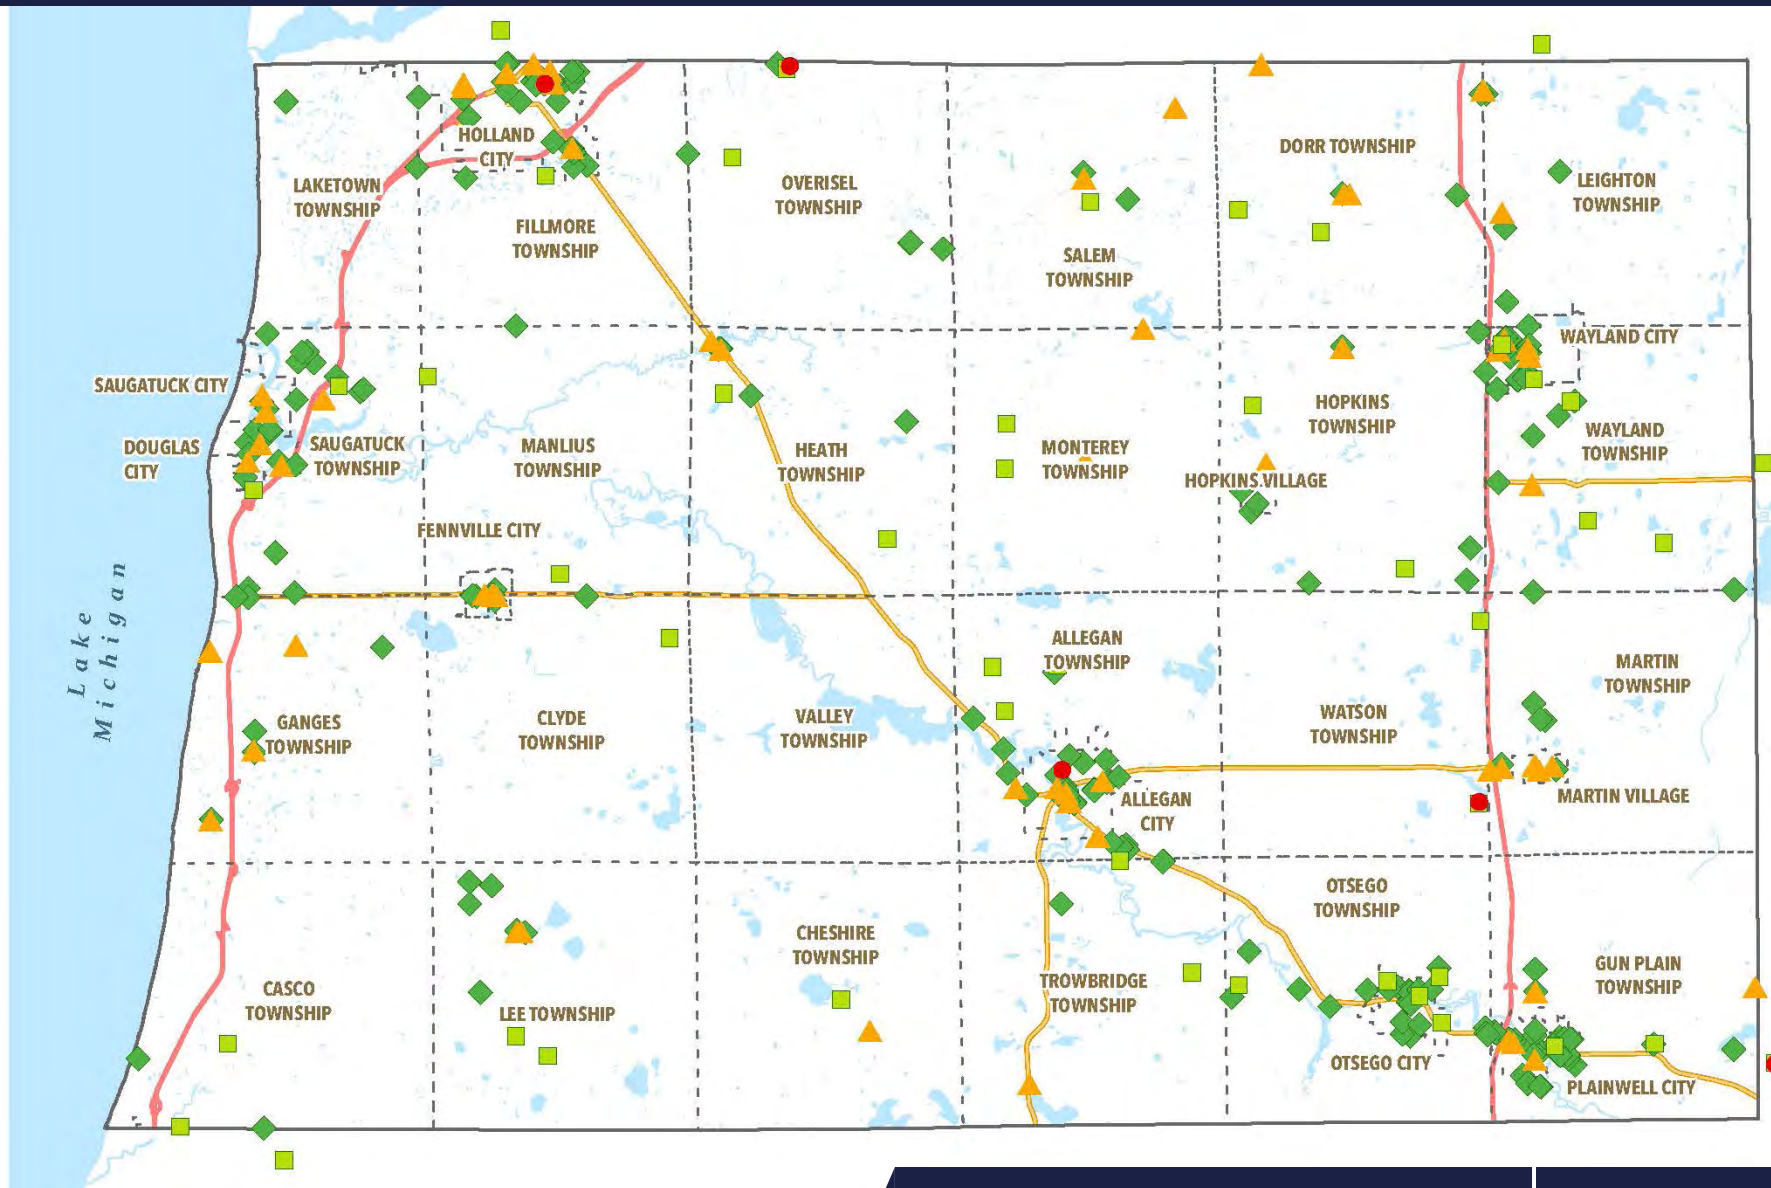 HOLLAND
CITY
DORR TOWNSHIP
LAKETOWN
TOWNSHIP
OVERISEL
TOWNSHIP
LEIGHTON
TOWNSHIP
FILLMORE
TOWNSHIP
SALEM
TOWNSHIP
WAYLAND CITY
SAUGATUCK CITY
DOUGLAS
CITY
SAUGATUCK
TOWNSHIP
MANLIUS
TOWNSHIP
HEATH
TOWNSHIP
MONTEREY
TOWNSHIP
HOPKINS
TOWNSHIP
WAYLAND
TOWNSHIP
HOPKINS VILLAGE
FENNVILLE CITY
Lake
Michigan
ALLEGAN
TOWNSHIP
MARTIN
TOWNSHIP
GANGES
TOWNSHIP
CLYDE
TOWNSHIP
VALLEY
TOWNSHIP
WATSON
TOWNSHIP
ALLEGAN
CITY
MARTIN VILLAGE
OTSEGO
TOWNSHIP
CASCO
TOWNSHIP
LEE TOWNSHIP
CHESHIRE
TOWNSHIP
TROWBRIDGE
TOWNSHIP
GUN PLAIN
TOWNSHIP
OTSEGO CITY
PLAINWELL CITY